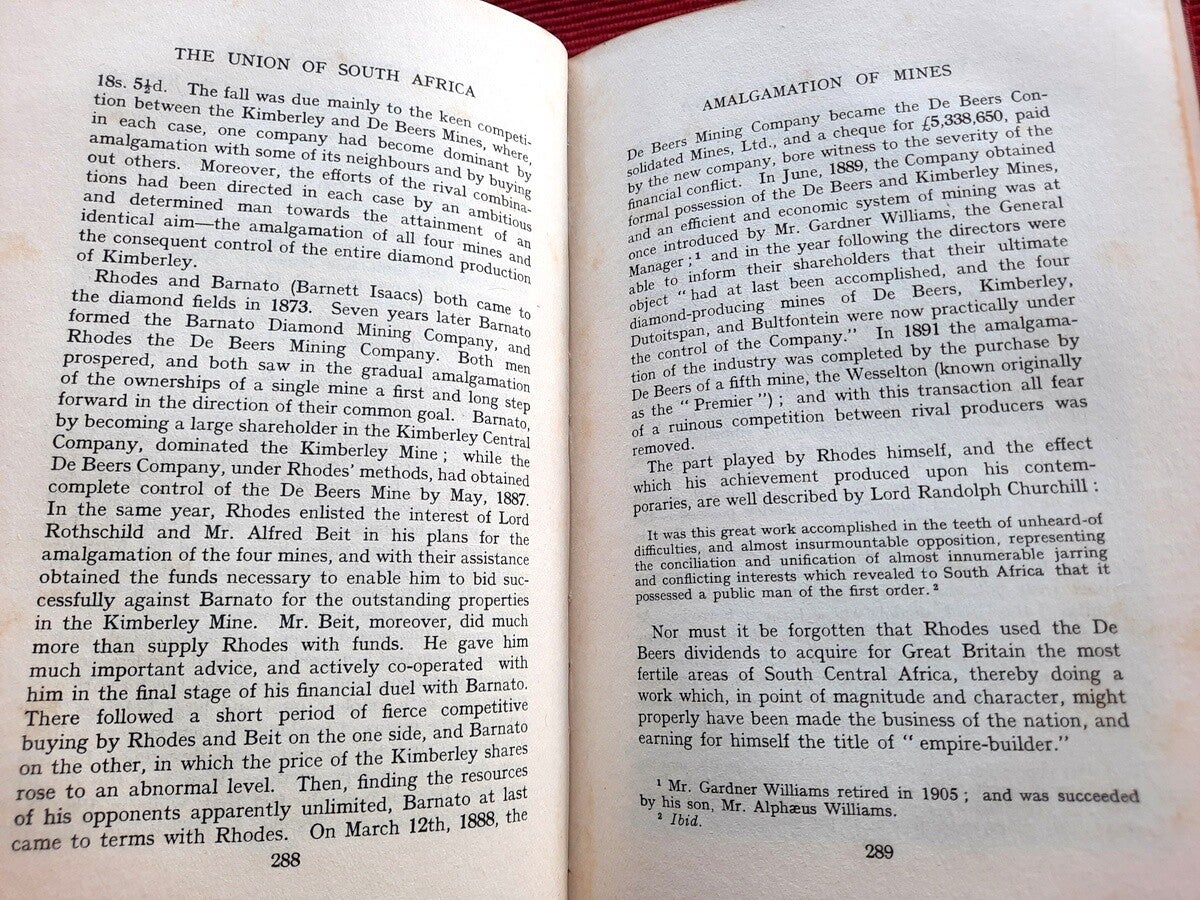 THE UNION OF SOUTH AFRICA
18s. 5½d. The fall was due mainly to the keen competi-
tion between the Kimberley and De Beers Mines, where,
in each case, one company had become dominant by
amalgamation with some of its neighbours and by buying
out others. Moreover, the efforts of the rival combina-
tions had been directed in each case by an ambitious
and determined man towards the attainment of an
identical aim—the amalgamation of all four mines and
the consequent control of the entire diamond production
of Kimberley.
Rhodes and Barnato (Barnett Isaacs) both came to
the diamond fields in 1873. Seven years later Barnato
formed the Barnato Diamond Mining Company, and
Rhodes the De Beers Mining Company. Both men
prospered, and both saw in the gradual amalgamation
of the ownerships of a single mine a first and long step
forward in the direction of their common goal. Barnato,
by becoming a large shareholder in the Kimberley Central
Company, dominated the Kimberley Mine; while the
De Beers Company, under Rhodes' methods, had obtained
complete control of the De Beers Mine by May, 1887.
In the same year, Rhodes enlisted the interest of Lord
Rothschild and Mr. Alfred Beit in his plans for the
amalgamation of the four mines, and with their assistance
obtained the funds necessary to enable him to bid suc-
cessfully against Barnato for the outstanding properties
in the Kimberley Mine. Mr. Beit, moreover, did much
more than supply Rhodes with funds. He gave him
much important advice, and actively co-operated with
him in the final stage of his financial duel with Barnato.
There followed a short period of fierce competitive
buying by Rhodes and Beit on the one side, and Barnato
on the other, in which the price of the Kimberley shares
rose to an abnormal level. Then, finding the resources
of his opponents apparently unlimited, Barnato at last
came to terms with Rhodes. On March 12th, 1888, the
288
AMALGAMATION OF MINES
De Beers Mining Company became the De Beers Con-
solidated Mines, Ltd., and a cheque for £5,338,650, paid
by the new company, bore witness to the severity of the
financial conflict. In June, 1889, the Company obtained
formal possession of the De Beers and Kimberley Mines,
and an efficient and economic system of mining was at
once introduced by Mr. Gardner Williams, the General
Manager;¹ and in the year following the directors were
able to inform their shareholders that their ultimate
object "had at last been accomplished, and the four
diamond-producing mines of De Beers, Kimberley,
Dutoitspan, and Bultfontein were now practically under
the control of the Company." In 1891 the amalgama-
tion of the industry was completed by the purchase by
De Beers of a fifth mine, the Wesselton (known originally
as the "Premier"); and with this transaction all fear
of a ruinous competition between rival producers was
removed.
The part played by Rhodes himself, and the effect
which his achievement produced upon his contem-
poraries, are well described by Lord Randolph Churchill:
It was this great work accomplished in the teeth of unheard-of
difficulties, and almost insurmountable opposition, representing
the conciliation and unification of almost innumerable jarring
and conflicting interests which revealed to South Africa that it
possessed a public man of the first order.²
Nor must it be forgotten that Rhodes used the De
Beers dividends to acquire for Great Britain the most
fertile areas of South Central Africa, thereby doing a
work which, in point of magnitude and character, might
properly have been made the business of the nation, and
earning for himself the title of "empire-builder."
¹ Mr. Gardner Williams retired in 1905; and was succeeded
by his son, Mr. Alphæus Williams.
² Ibid.
289